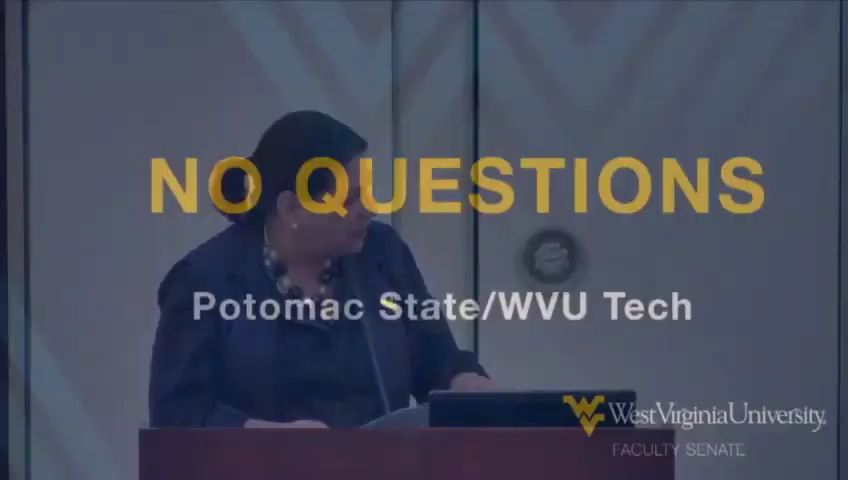 NO QUESTIONS
Potomac State/WVU Tech
WestVirginiaUniversity
FACULTY SENATE